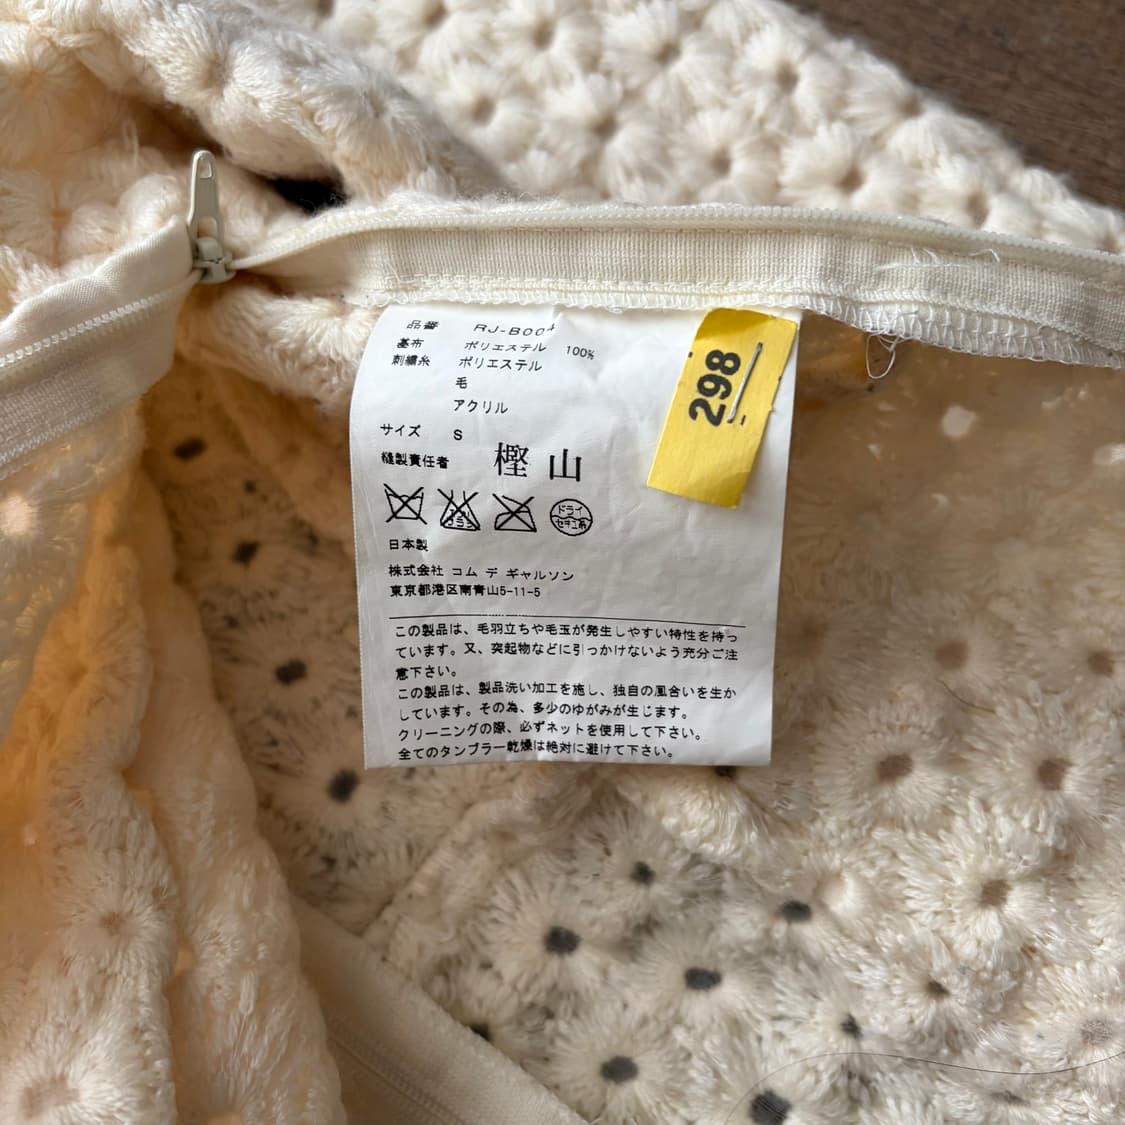 品番 RJ-B004
基布 ポリエステル 100%
刺繍糸 ポリエステル
毛
アクリル
サイズ S
縫製責任者 樫山
ドライ
セキユ系
日本製
株式会社 コム デ ギャルソン
東京都港区南青山5-11-5
この製品は、毛羽立ちや毛玉が発生しやすい特性を持っ
ています。又、突起物などに引っかけないよう充分ご注
意下さい。
この製品は、製品洗い加工を施し、独自の風合いを生か
しています。その為、多少のゆがみが生じます。
クリーニングの際、必ずネットを使用して下さい。
全てのタンブラー乾燥は絶対に避けて下さい。
298